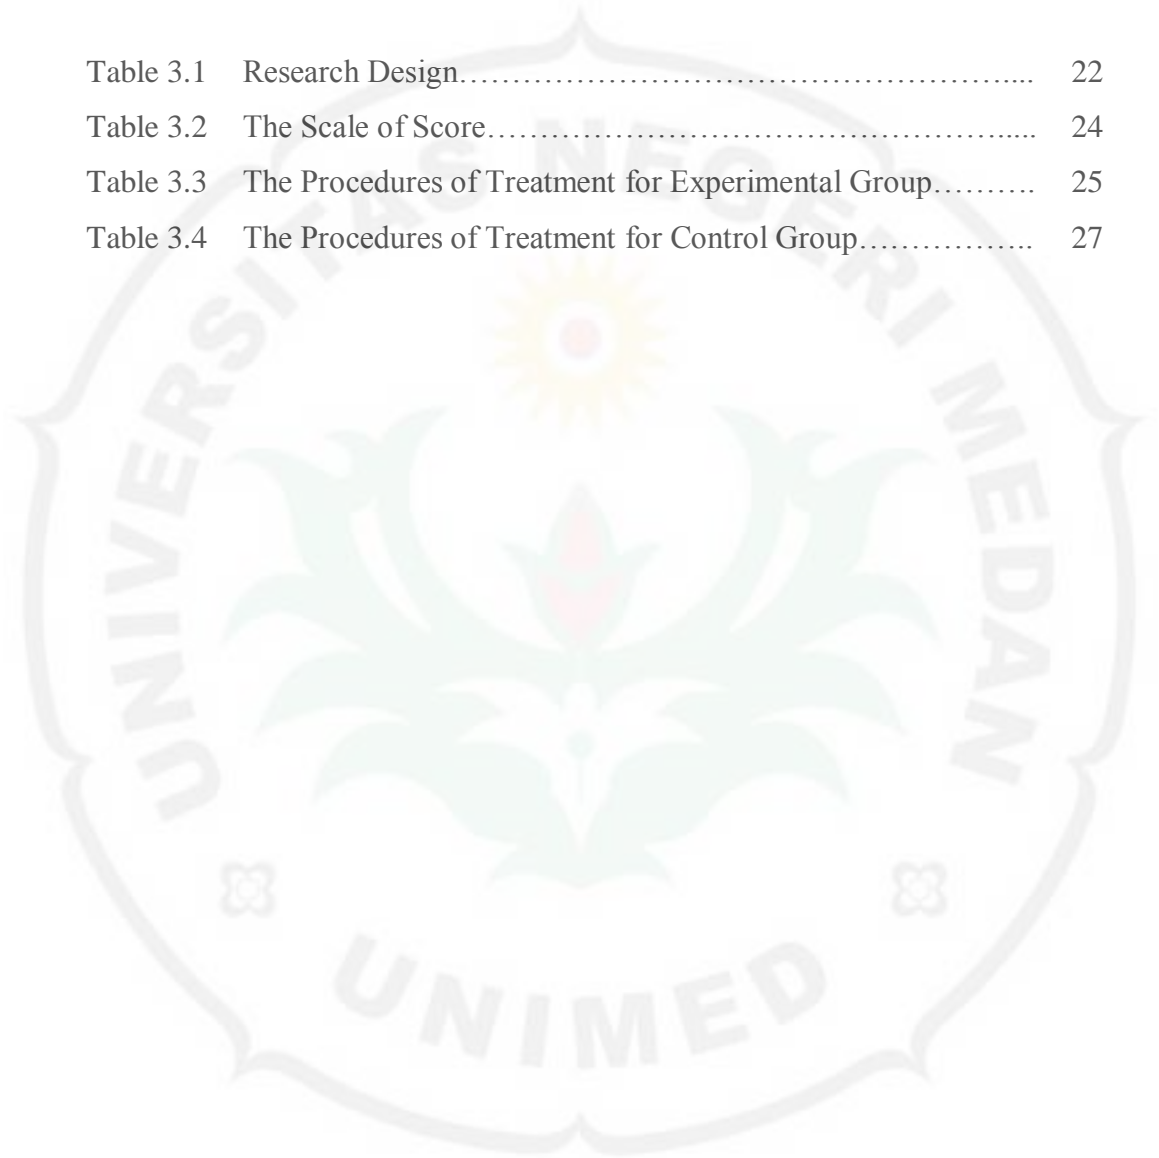 Table 3.1 Research Design………………………………………………….... 22
Table 3.2 The Scale of Score…………………………………………………..... 24
Table 3.3 The Procedures of Treatment for Experimental Group………. 25
Table 3.4 The Procedures of Treatment for Control Group…………….. 27
UNIVERSITAS NEGERI MEDAN
UNIMED